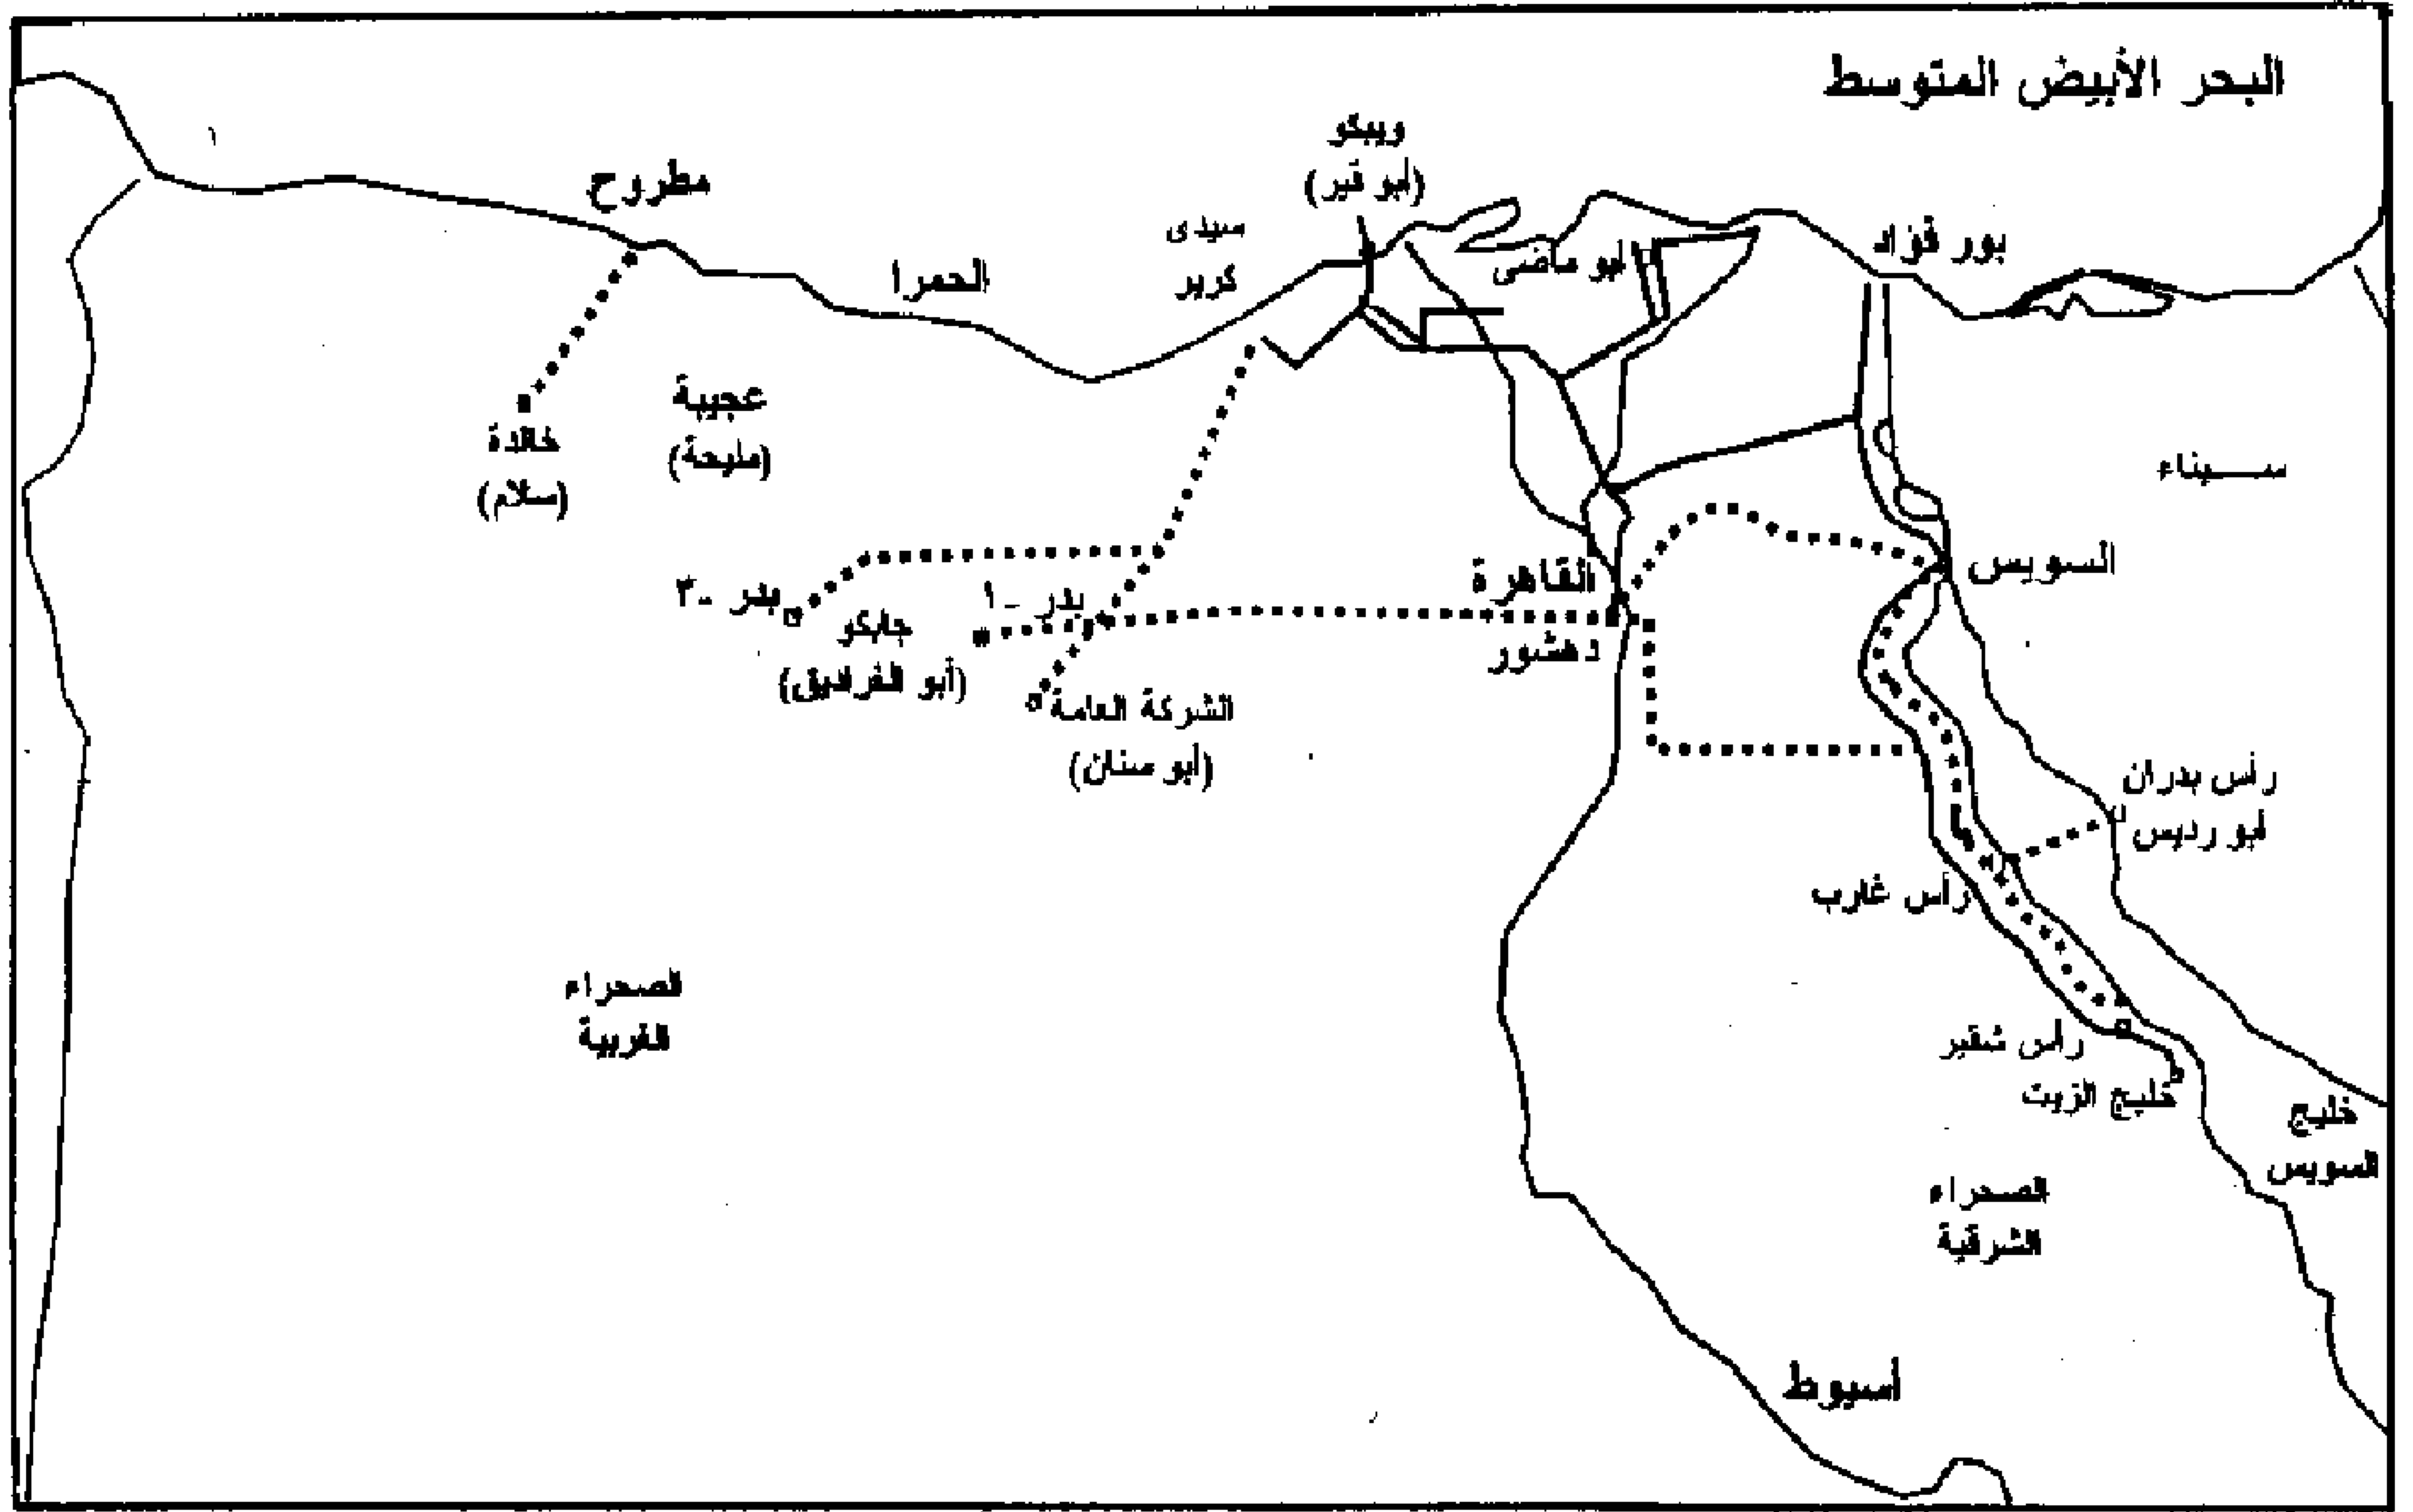 البحر الأبيض المتوسط
ويبكو
(أبو قير)
مطروح
سيدى
كرير
الحمرا
أبو ماضى
بور فؤاد
عجيبة
(مليحة)
خالدة
(سلام)
سيناء
السويس
القاهرة
دهشور
بدر -٣
بدر -١
جابكو
(أبو الغراديق)
الشركة العامة
(أبو سنان)
رأس بدران
أبو رديس
رأس غارب
الصحراء
الغربية
رأس شقير
خليج الزيت
خليج
السويس
الصحراء
الشرقية
أسيوط